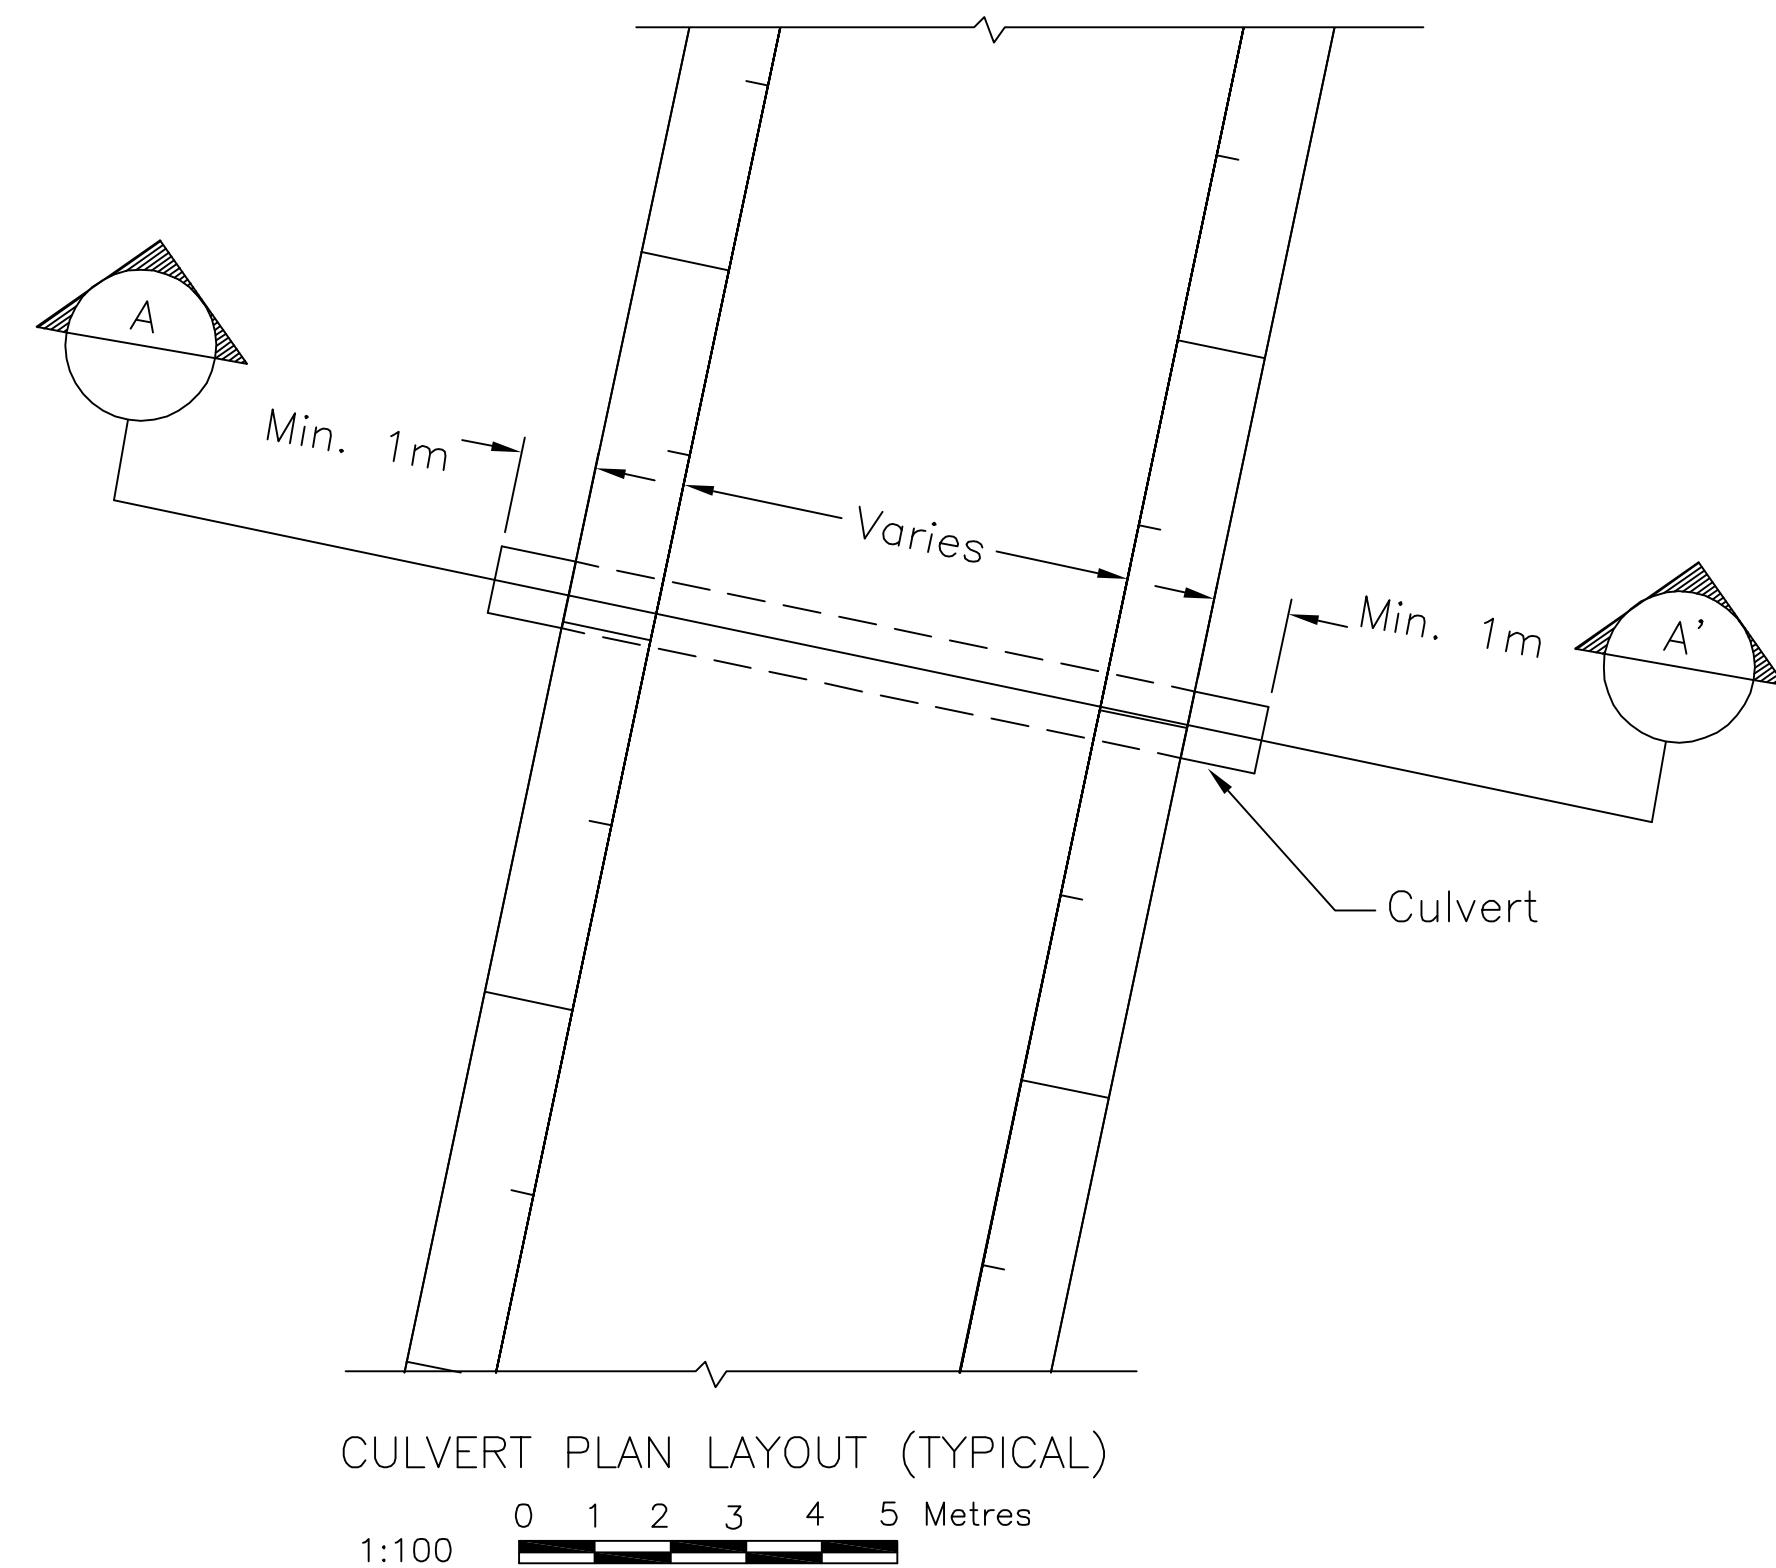 A
Min. 1m
Varies
Min. 1m
A’
Culvert
CULVERT PLAN LAYOUT (TYPICAL)
0 1 2 3 4 5 Metres
1:100